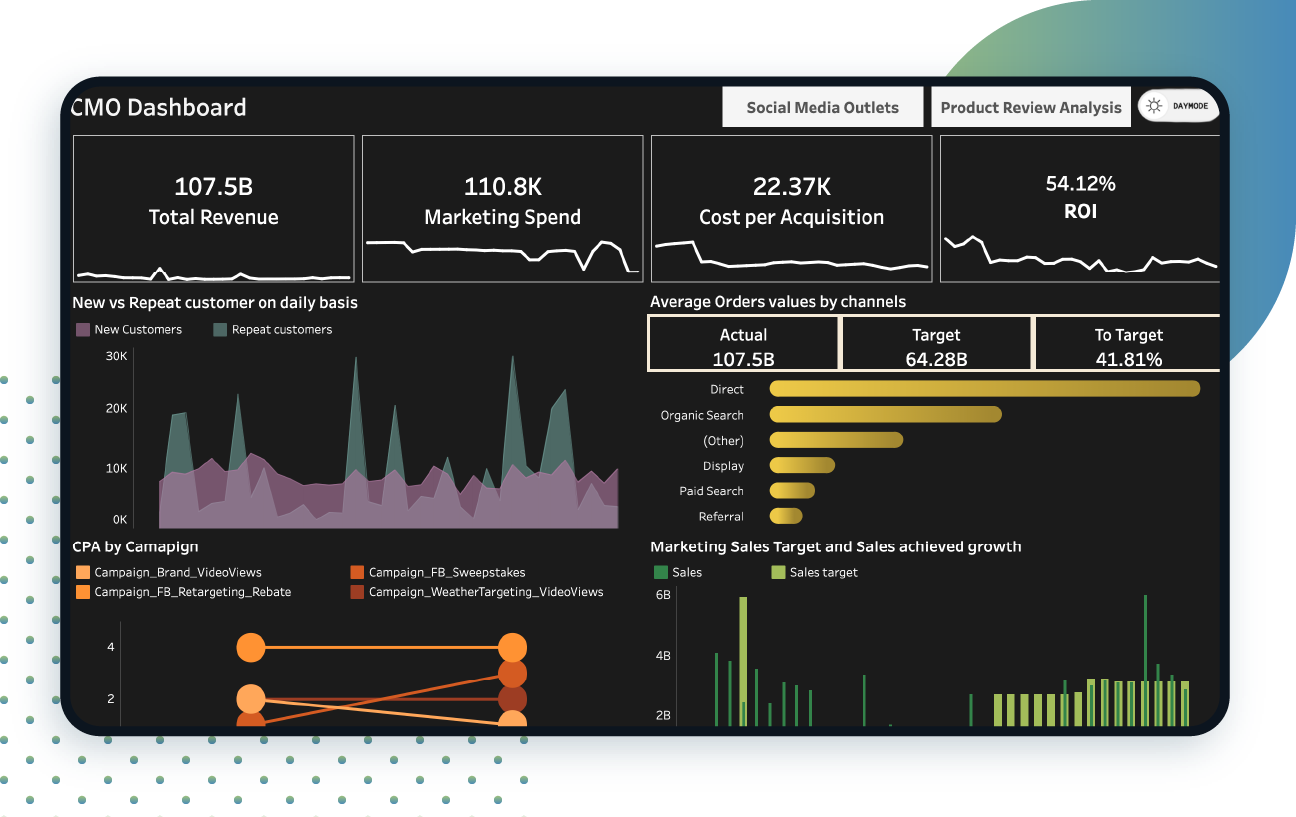 CMO Dashboard
Social Media Outlets
Product Review Analysis
DAYMODE
107.5B
Total Revenue
110.8K
Marketing Spend
22.37K
Cost per Acquisition
54.12%
ROI
New vs Repeat customer on daily basis
New Customers
Repeat customers
30K
20K
10K
0K
Average Orders values by channels
Actual
107.5B
Target
64.28B
To Target
41.81%
Direct
Organic Search
(Other)
Display
Paid Search
Referral
CPA by Camapign
Campaign_Brand_VideoViews
Campaign_FB_Sweepstakes
Campaign_FB_Retargeting_Rebate
Campaign_WeatherTargeting_VideoViews
4
2
Marketing Sales Target and Sales achieved growth
Sales
Sales target
6B
4B
2B